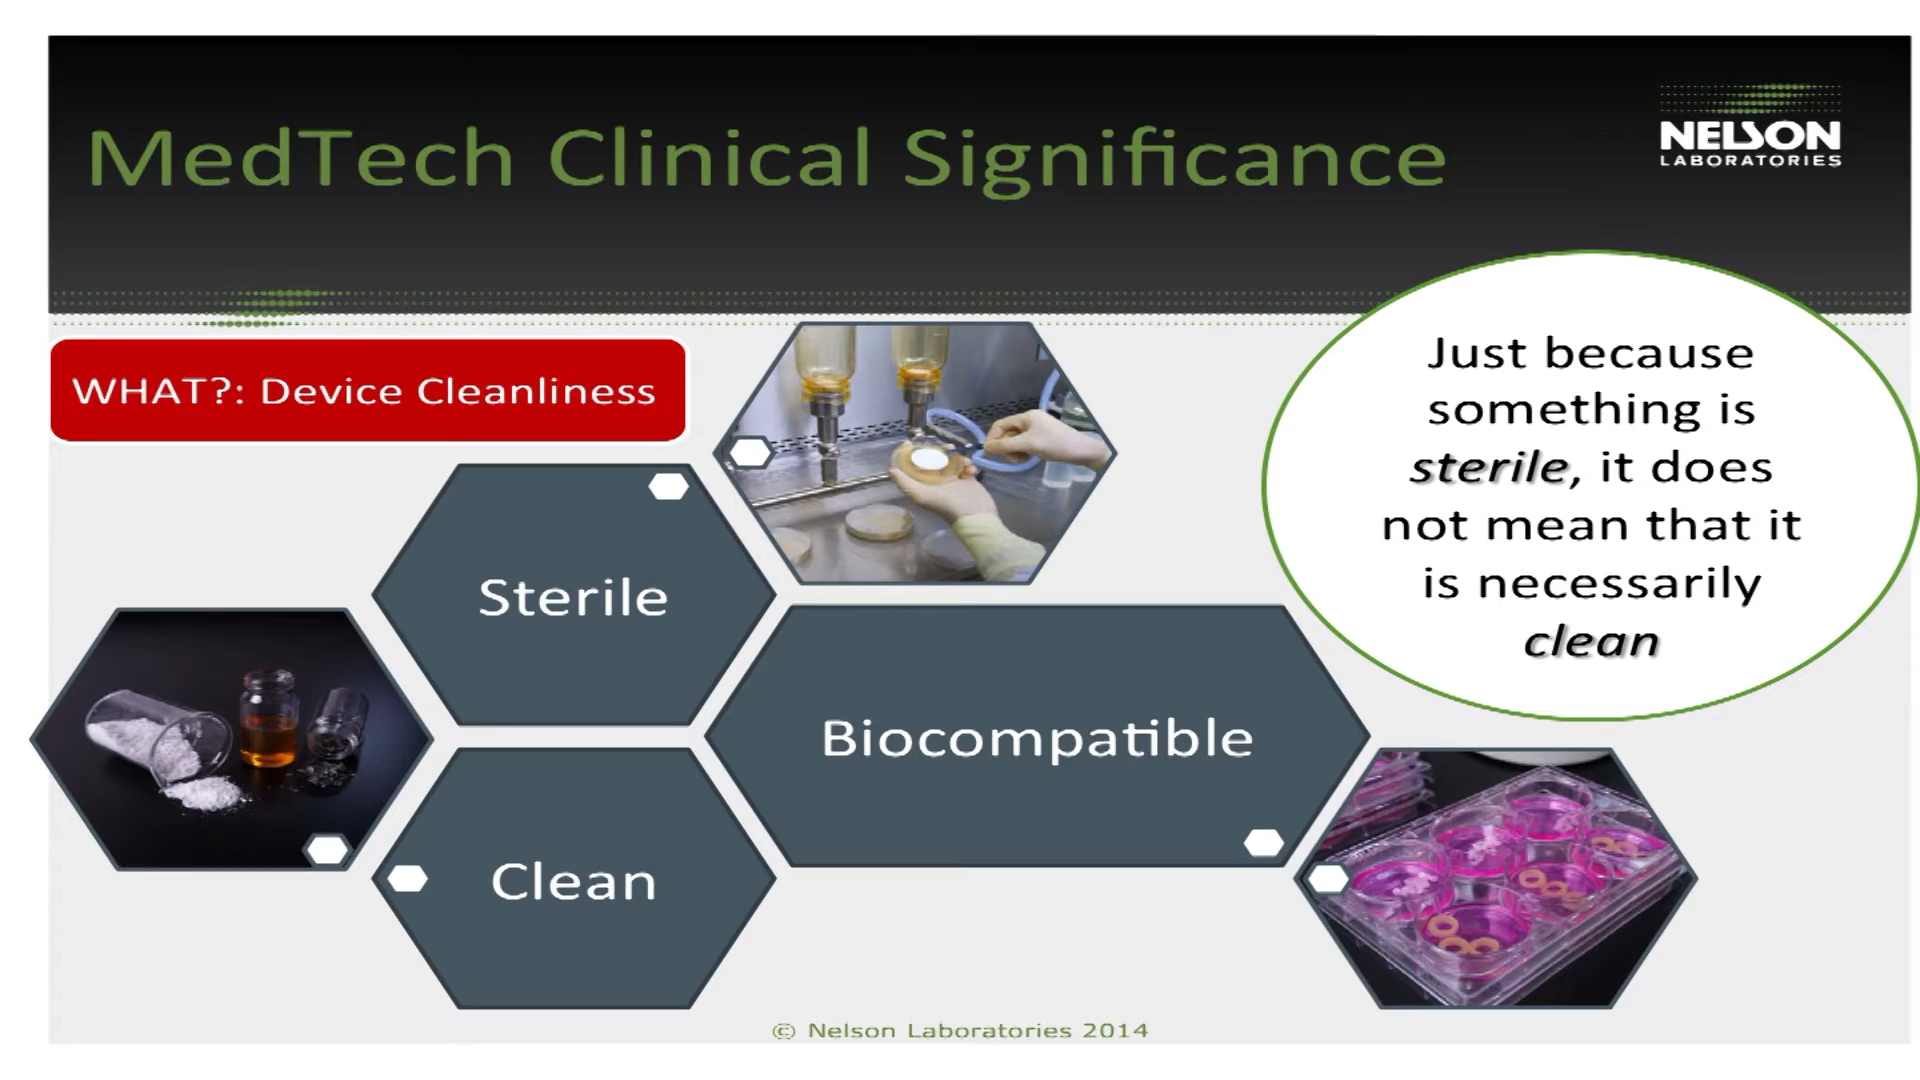 MedTech Clinical Significance
NELSON
LABORATORIES
WHAT?: Device Cleanliness
Just because
something is
sterile, it does
not mean that it
is necessarily
clean
Sterile
Biocompatible
Clean
© Nelson Laboratories 2014